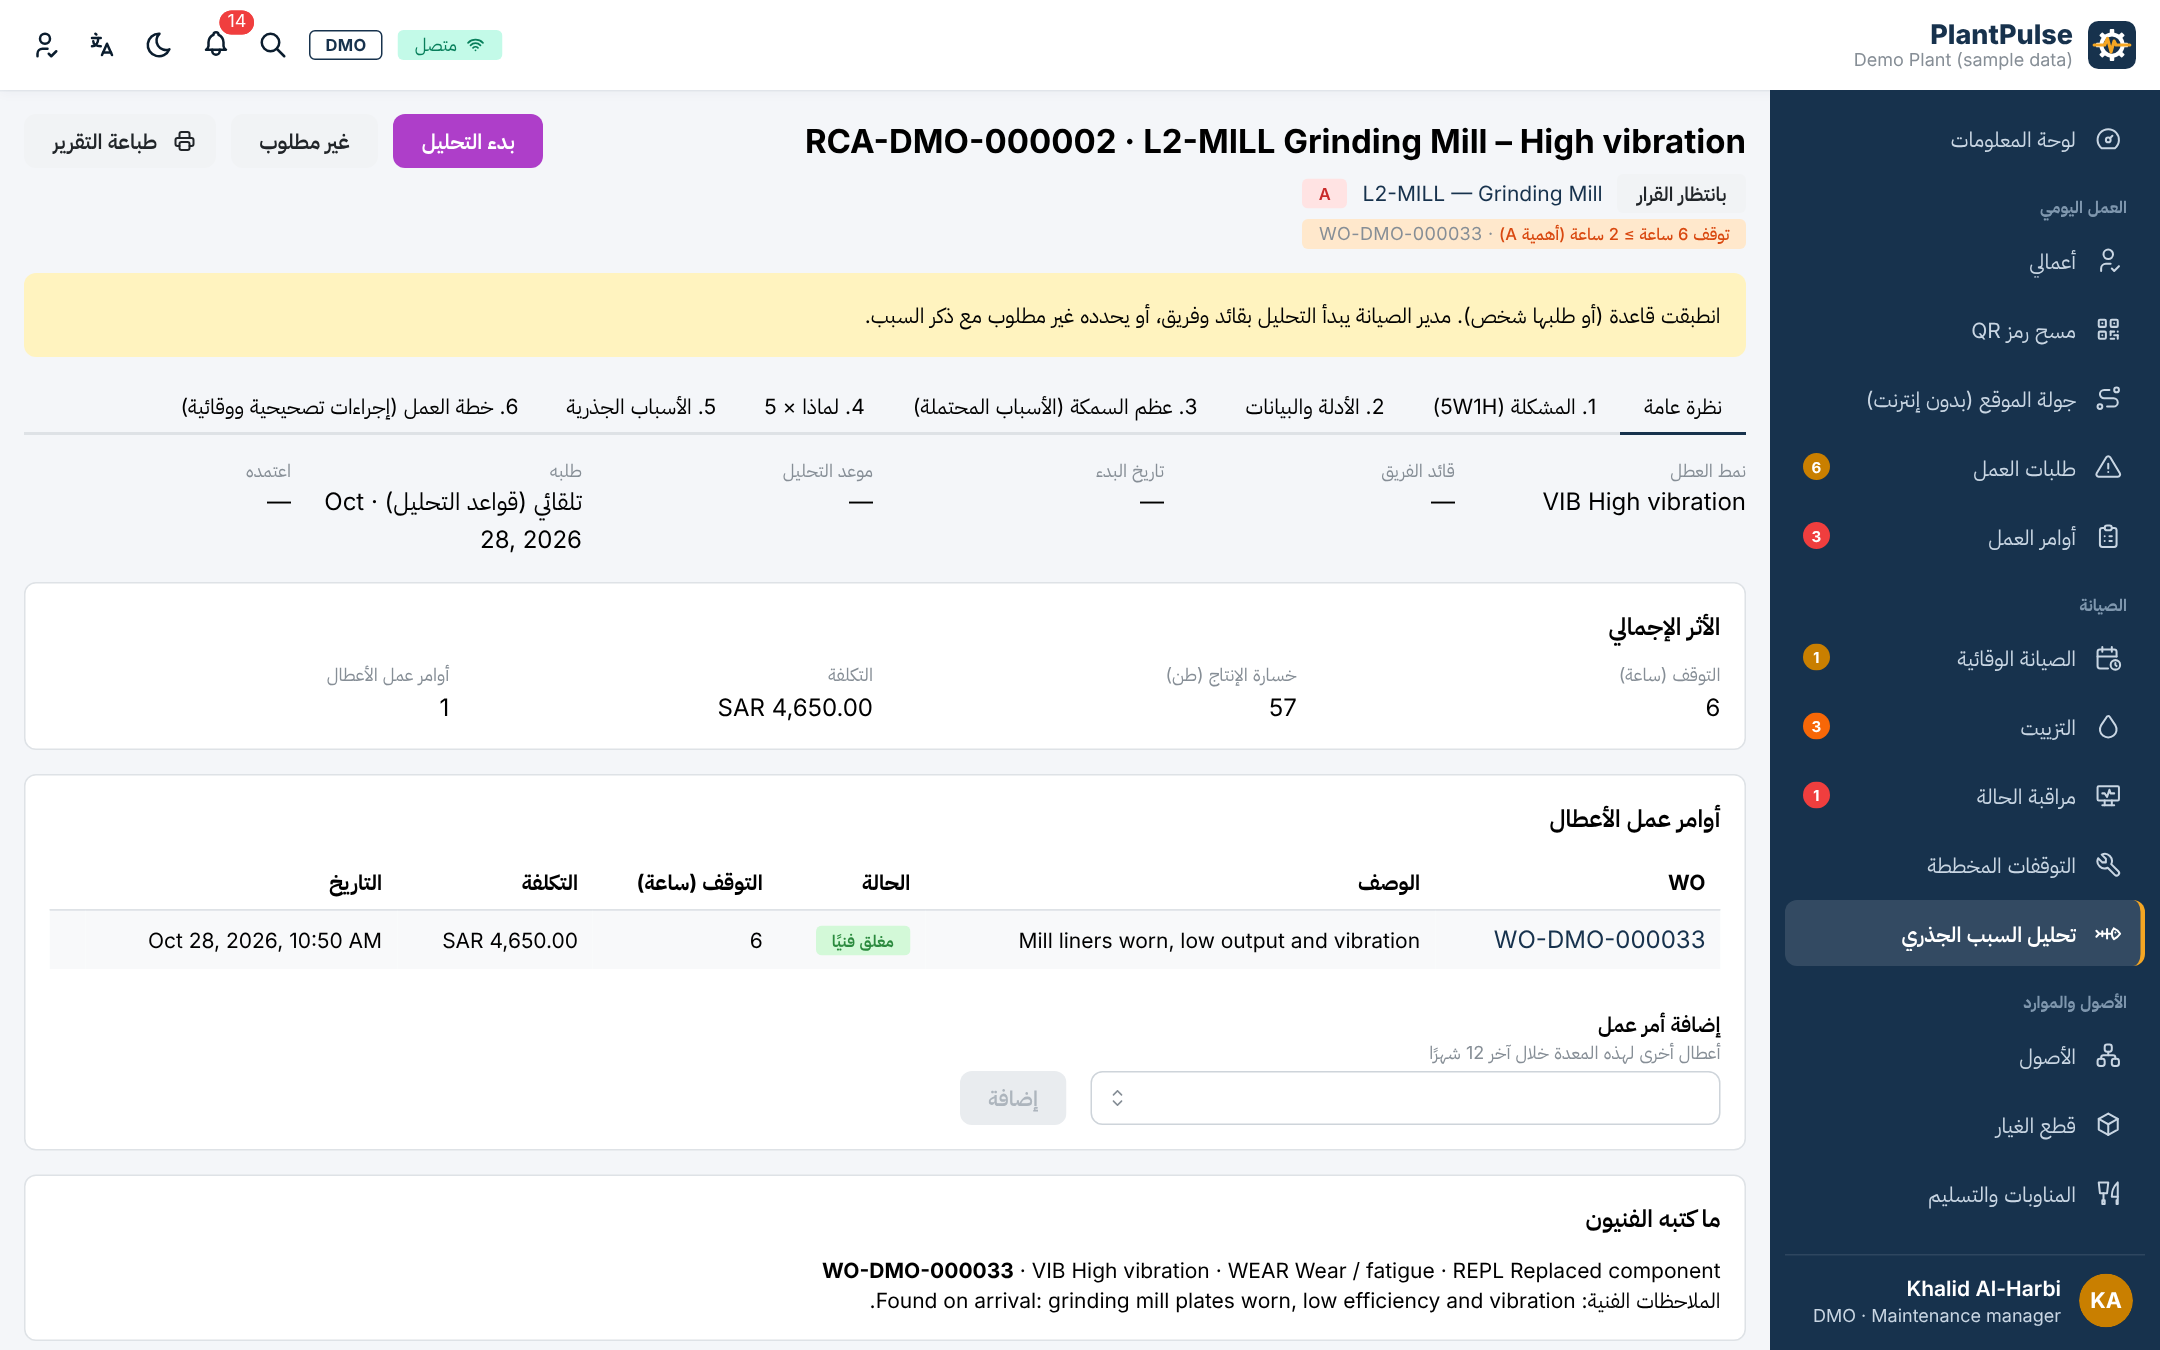 PlantPulse
Demo Plant (sample data)
متصل
DMO
14
لوحة المعلومات
العمل اليومي
أعمالي
مسح رمز QR
جولة الموقع (بدون إنترنت)
طلبات العمل
6
أوامر العمل
3
الصيانة
الصيانة الوقائية
1
التزييت
3
مراقبة الحالة
1
التوقفات المخططة
تحليل السبب الجذري
الأصول والموارد
الأصول
قطع الغيار
المناوبات والتسليم
Khalid Al-Harbi
DMO · Maintenance manager
KA
RCA-DMO-000002 · L2-MILL Grinding Mill – High vibration
بدء التحليل
غير مطلوب
طباعة التقرير
بانتظار القرار
L2-MILL — Grinding Mill
A
توقف 6 ساعة ≥ 2 ساعة (أهمية A) · WO-DMO-000033
انطبقت قاعدة (أو طلبها شخص). مدير الصيانة يبدأ التحليل بقائد وفريق، أو يحدده غير مطلوب مع ذكر السبب.
نظرة عامة
1. المشكلة (5W1H)
2. الأدلة والبيانات
3. عظم السمكة (الأسباب المحتملة)
4. لماذا × 5
5. الأسباب الجذرية
6. خطة العمل (إجراءات تصحيحية ووقائية)
نمط العطل
VIB High vibration
قائد الفريق
—
تاريخ البدء
—
موعد التحليل
—
طلبه
تلقائي (قواعد التحليل) · Oct 28, 2026
اعتمده
—
الأثر الإجمالي
التوقف (ساعة)
6
خسارة الإنتاج (طن)
57
التكلفة
SAR 4,650.00
أوامر عمل الأعطال
1
أوامر عمل الأعطال
WO الوصف الحالة التوقف (ساعة) التكلفة التاريخ
WO-DMO-000033 Mill liners worn, low output and vibration مغلق فنيًا 6 SAR 4,650.00 Oct 28, 2026, 10:50 AM
إضافة أمر عمل
أعطال أخرى لهذه المعدة خلال آخر 12 شهرًا
إضافة
ما كتبه الفنيون
WO-DMO-000033 · VIB High vibration · WEAR Wear / fatigue · REPL Replaced component
الملاحظات الفنية: Found on arrival: grinding mill plates worn, low efficiency and vibration.